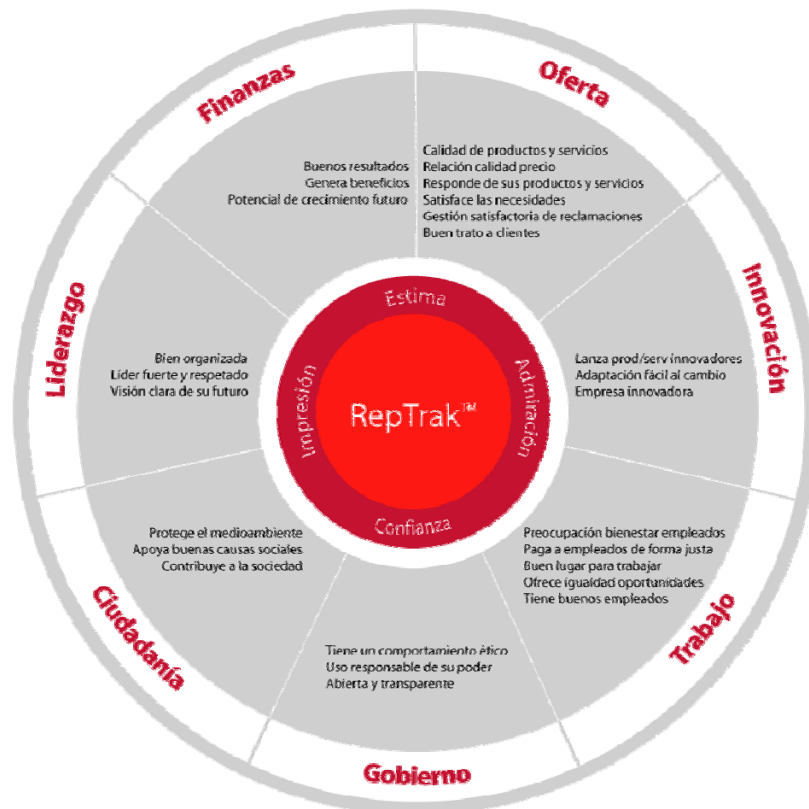 Finanzas
Buenos resultados
Genera beneficios
Potencial de crecimiento futuro
Oferta
Calidad de productos y servicios
Relación calidad precio
Responde de sus productos y servicios
Satisface las necesidades
Gestión satisfactoria de reclamaciones
Buen trato a clientes
Innovación
Lanza prod/serv innovadores
Adaptación fácil al cambio
Empresa innovadora
Trabajo
Preocupación bienestar empleados
Paga a empleados de forma justa
Buen lugar para trabajar
Ofrece igualdad oportunidades
Tiene buenos empleados
Gobierno
Tiene un comportamiento ético
Uso responsable de su poder
Abierta y transparente
Ciudadanía
Protege el medioambiente
Apoya buenas causas sociales
Contribuye a la sociedad
Liderazgo
Bien organizada
Líder fuerte y respetado
Visión clara de su futuro
Estima
Admiración
Confianza
Impresión
RepTrak™